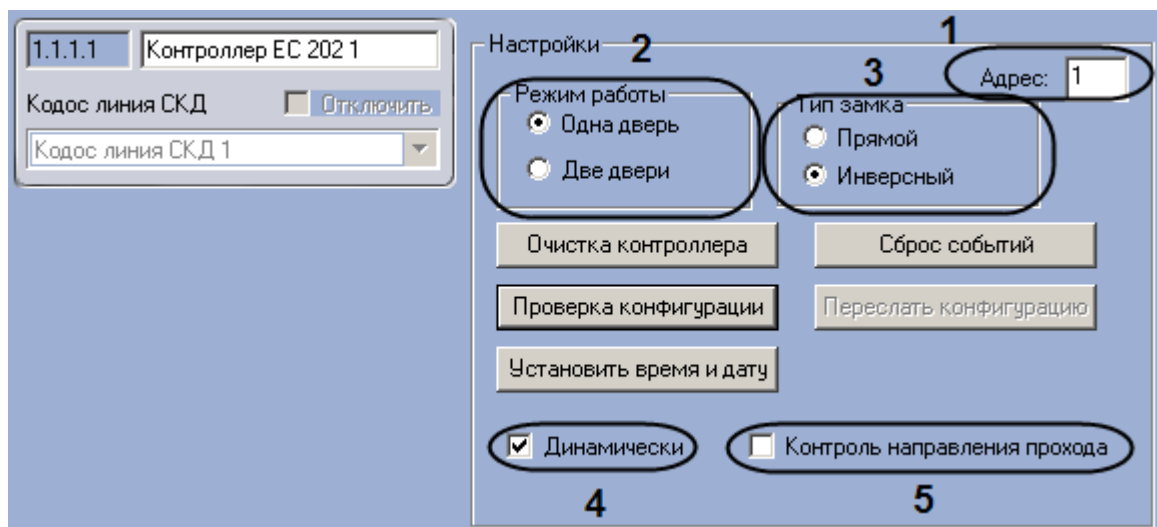 1.1.1.1 Контроллер ЕС 202 1
Кодос линия СКД Отключить
Кодос линия СКД 1
Настройки
1
Адрес: 1
2
Режим работы
Одна дверь
Две двери
3
Тип замка
Прямой
Инверсный
Очистка контроллера Сброс событий
Проверка конфигурации Переслать конфигурацию
Установить время и дату
Динамически Контроль направления прохода
4 5